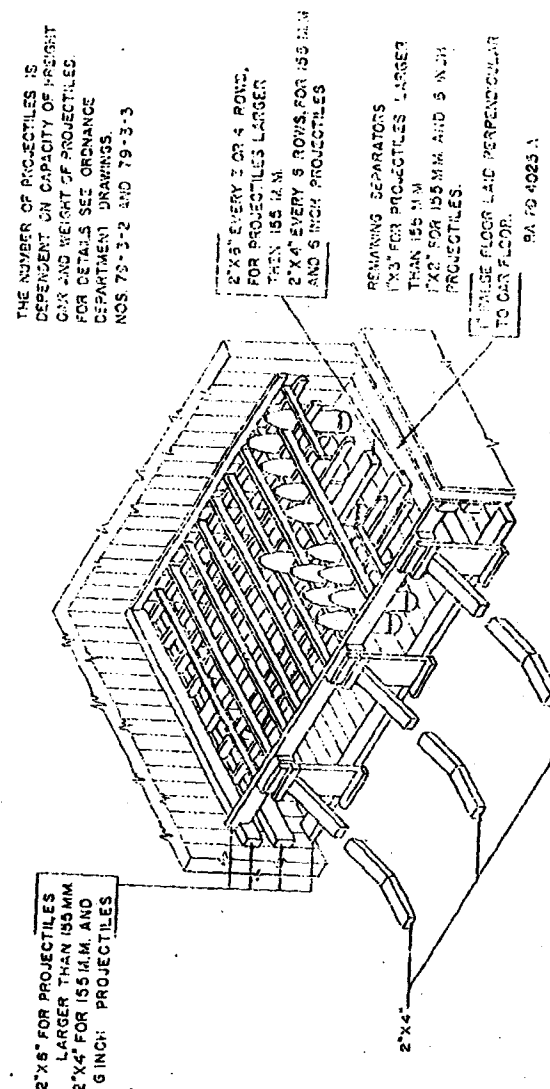 THE NUMBER OF PROJECTILES IS
DEPENDENT ON CAPACITY OF FREIGHT
CAR AND WEIGHT OF PROJECTILES.
FOR DETAILS SEE ORDNANCE
DEPARTMENT DRAWINGS.
NOS. 79-3-2 AND 79-3-3
2"X6" EVERY 3 OR 4 ROWS,
FOR PROJECTILES LARGER
THEN 155 M.M.
2"X4" EVERY 5 ROWS, FOR 155 M.M
AND 6 INCH PROJECTILES
REMAINING SEPARATORS
1"X3" FOR PROJECTILES LARGER
THAN 155 M.M
1"X2" FOR 155 M.M. AND 6 INCH
PROJECTILES.
1" FALSE FLOOR LAID PERPENDICULAR
TO CAR FLOOR.
RA PD 4025 A
2"X6" FOR PROJECTILES
LARGER THAN 155 MM
2"X4" FOR 155 M.M. AND
6 INCH PROJECTILES
2"X4"